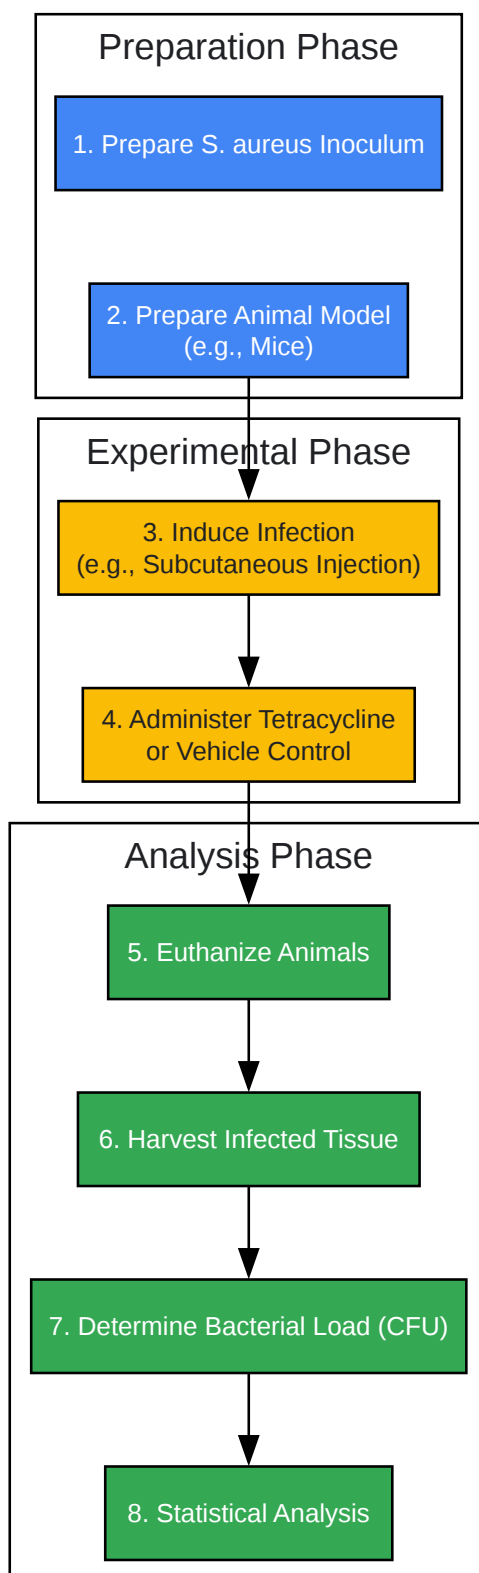 Preparation Phase
1. Prepare S. aureus Inoculum
2. Prepare Animal Model
(e.g., Mice)
Experimental Phase
3. Induce Infection
(e.g., Subcutaneous Injection)
4. Administer Tetracycline
or Vehicle Control
Analysis Phase
5. Euthanize Animals
6. Harvest Infected Tissue
7. Determine Bacterial Load (CFU)
8. Statistical Analysis